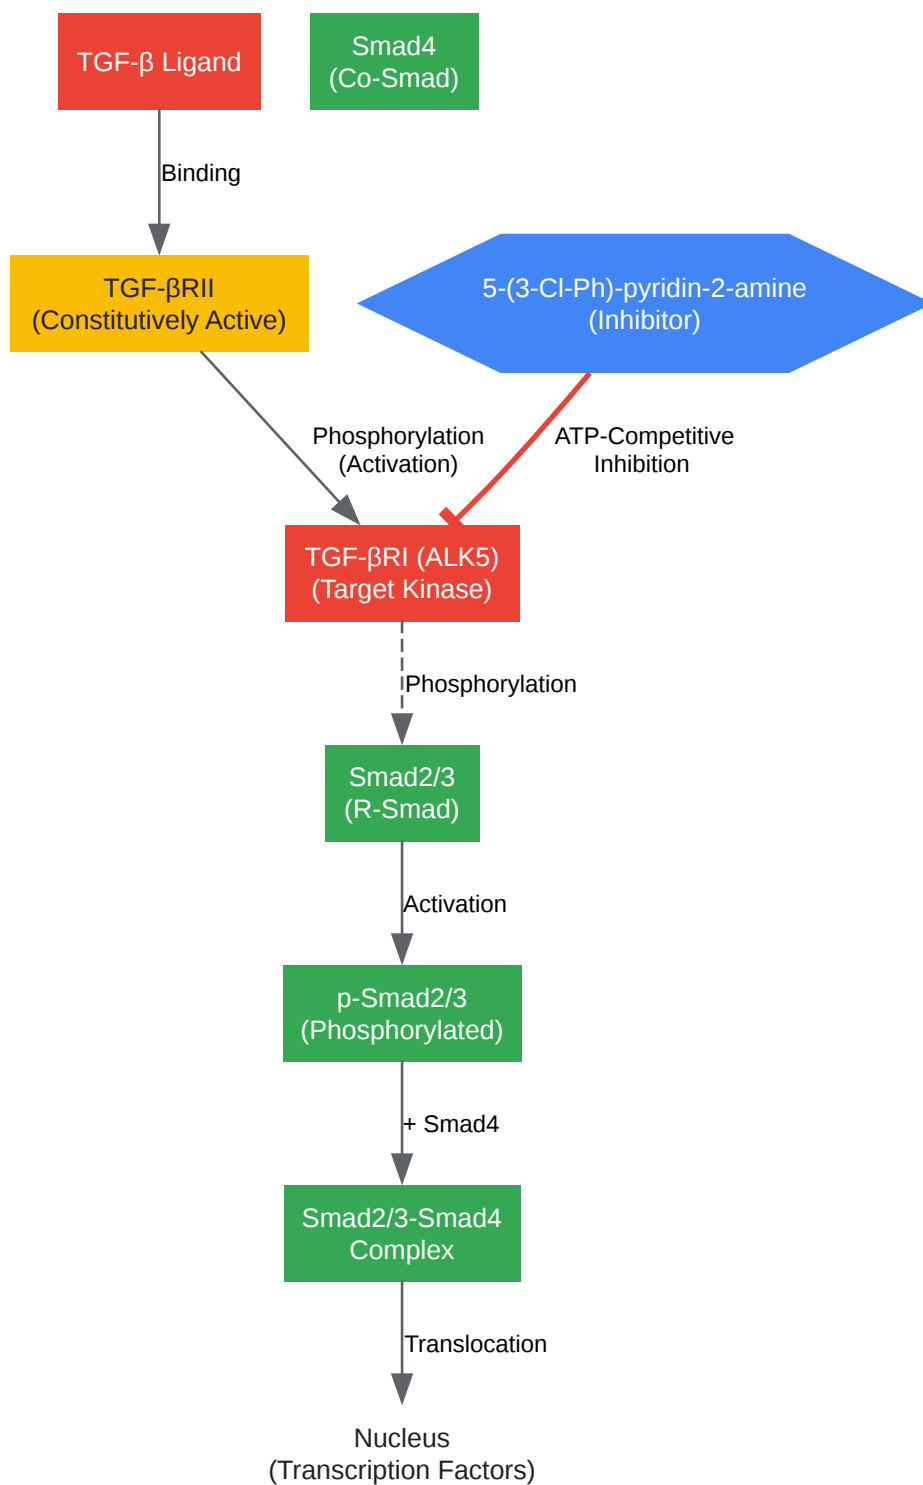 TGF-β Ligand
Smad4
(Co-Smad)
Binding
TGF-βRII
(Constitutively Active)
5-(3-Cl-Ph)-pyridin-2-amine
(Inhibitor)
Phosphorylation
(Activation)
ATP-Competitive
Inhibition
TGF-βRI (ALK5)
(Target Kinase)
Phosphorylation
Smad2/3
(R-Smad)
Activation
p-Smad2/3
(Phosphorylated)
+ Smad4
Smad2/3-Smad4
Complex
Translocation
Nucleus
(Transcription Factors)